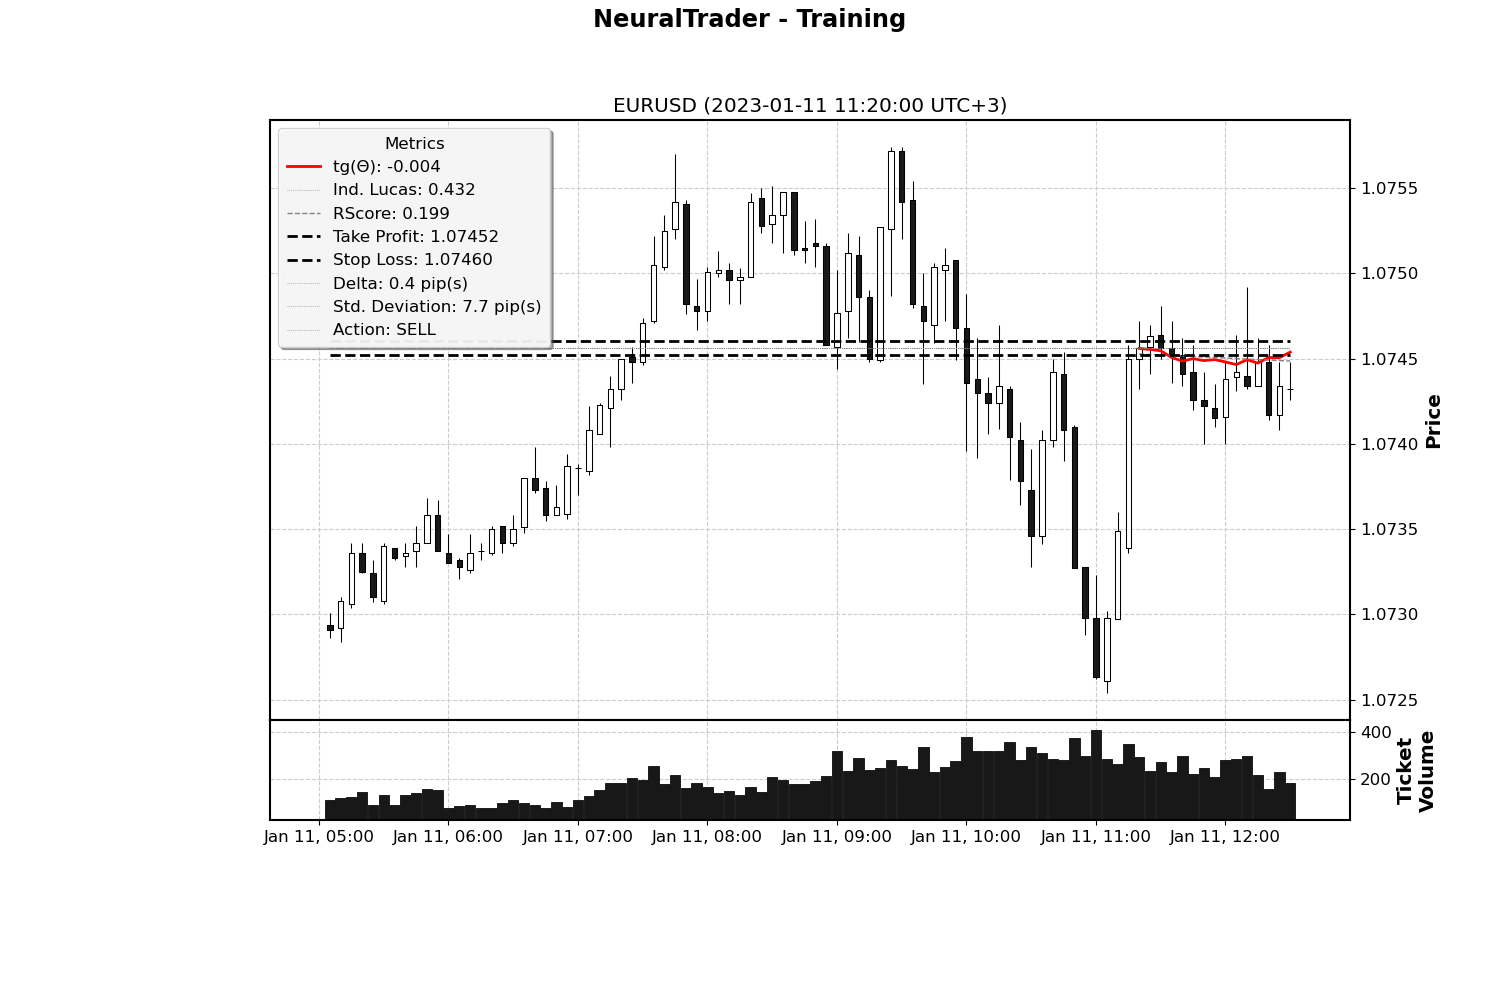 NeuralTrader - Training
EURUSD (2023-01-11 11:20:00 UTC+3)
Metrics
tg(Θ): -0.004
Ind. Lucas: 0.432
RScore: 0.199
Take Profit: 1.07452
Stop Loss: 1.07460
Delta: 0.4 pip(s)
Std. Deviation: 7.7 pip(s)
Action: SELL
1.0755
1.0750
1.0745
1.0740
1.0735
1.0730
1.0725
Price
400
200
Ticket
Volume
Jan 11, 05:00
Jan 11, 06:00
Jan 11, 07:00
Jan 11, 08:00
Jan 11, 09:00
Jan 11, 10:00
Jan 11, 11:00
Jan 11, 12:00